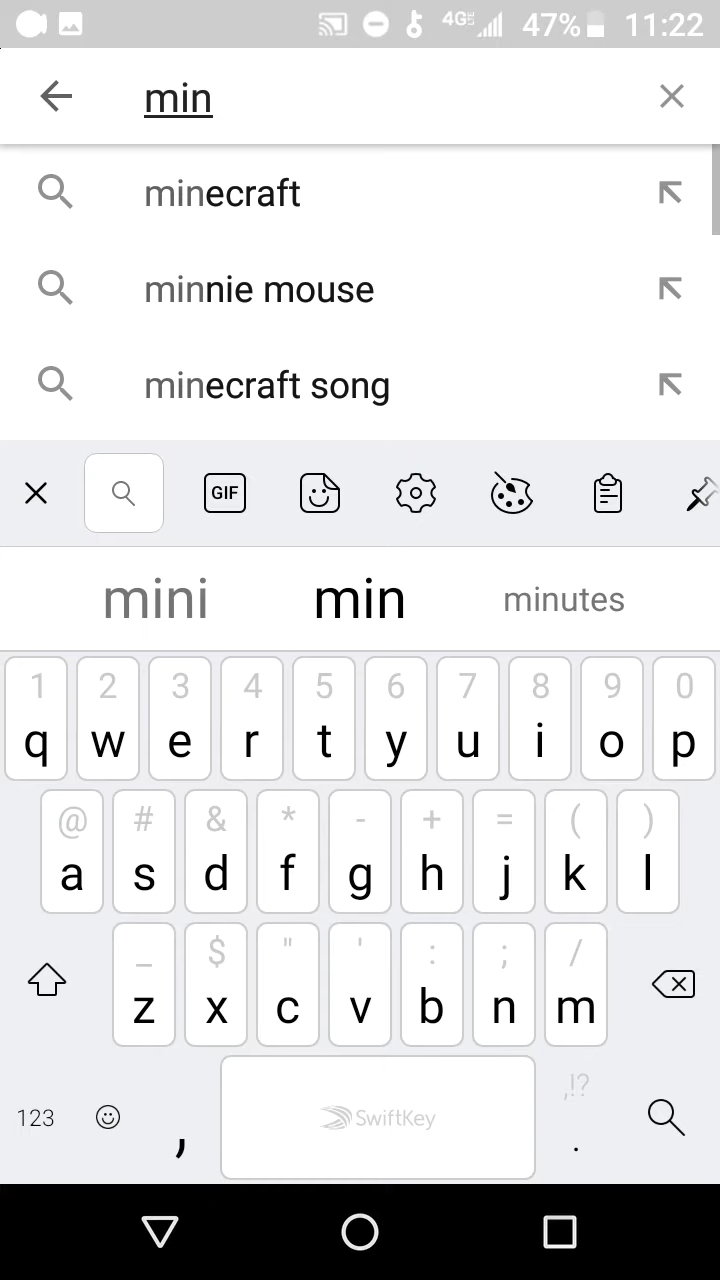 4G LTE 47% 11:22
min
minecraft
minnie mouse
minecraft song
GIF
mini min minutes
1 2 3 4 5 6 7 8 9 0
q w e r t y u i o p
@ # & * - + = ( )
a s d f g h j k l
_ $ " ' : ; /
z x c v b n m
,!?
123 , SwiftKey .